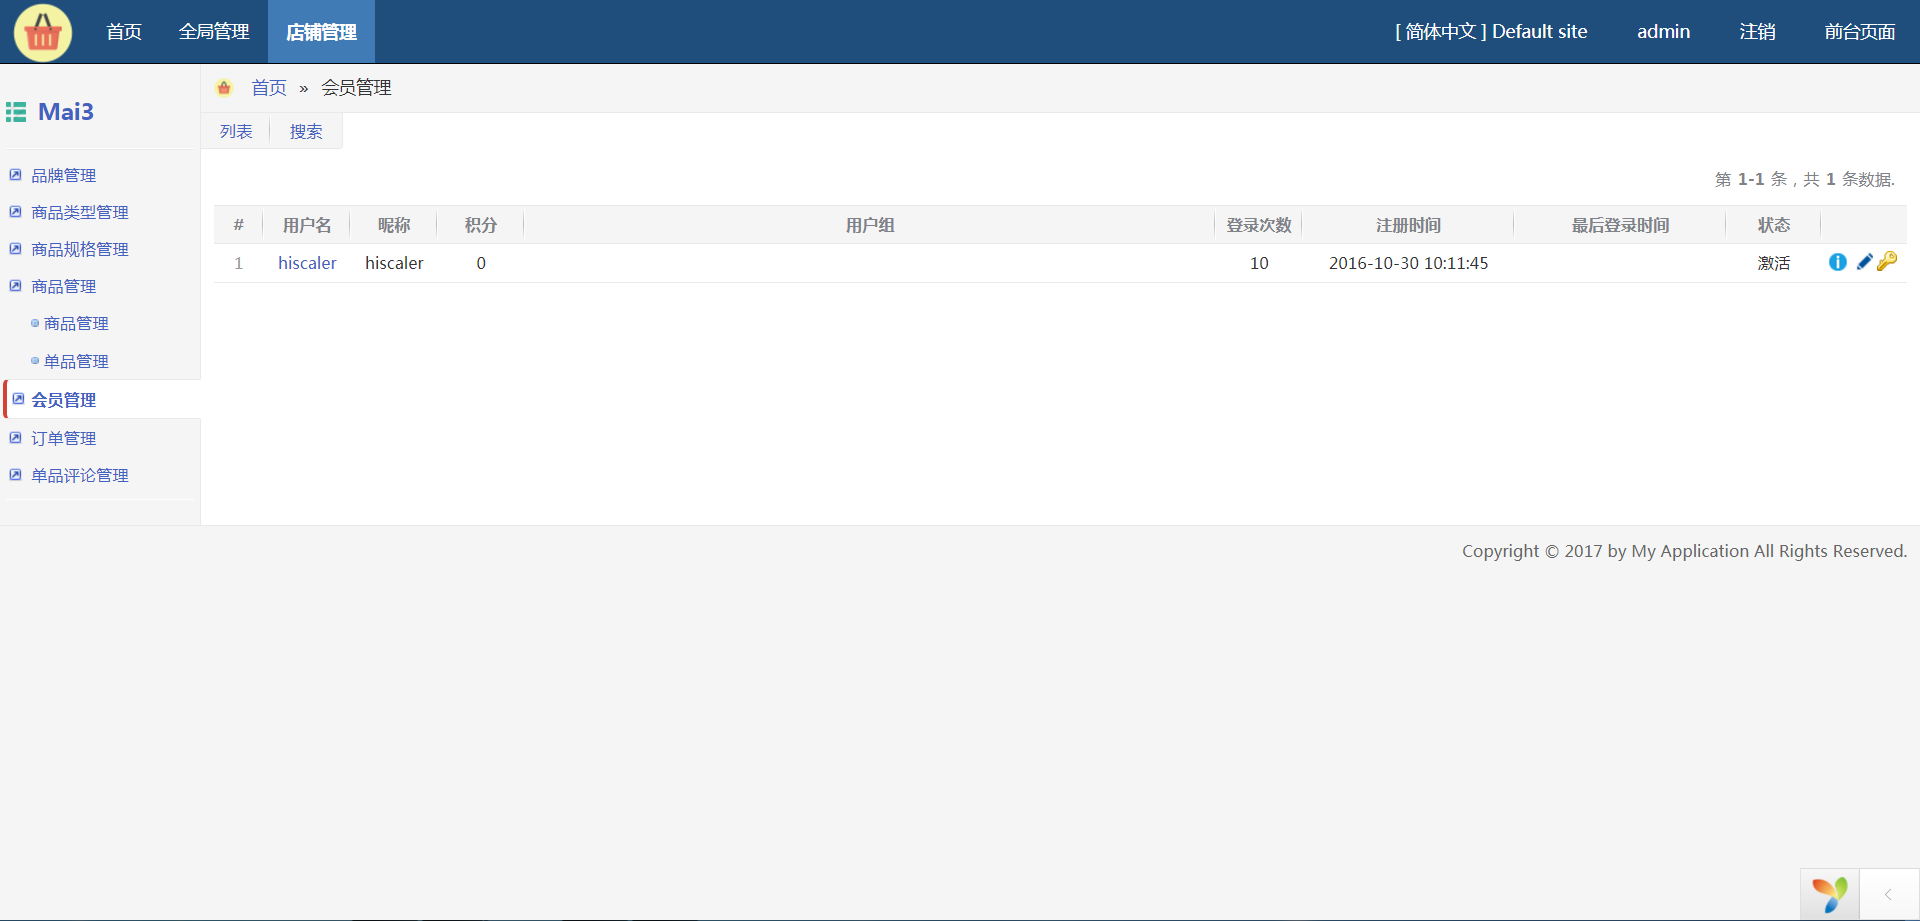 首页 全局管理 店铺管理 [ 简体中文 ] Default site admin 注销 前台页面
Mai3
品牌管理
商品类型管理
商品规格管理
商品管理
商品管理
单品管理
会员管理
订单管理
单品评论管理
首页 » 会员管理
列表 搜索
第 1-1 条，共 1 条数据.
# 用户名 昵称 积分 用户组 登录次数 注册时间 最后登录时间 状态
1 hiscaler hiscaler 0 10 2016-10-30 10:11:45 激活
Copyright © 2017 by My Application All Rights Reserved.